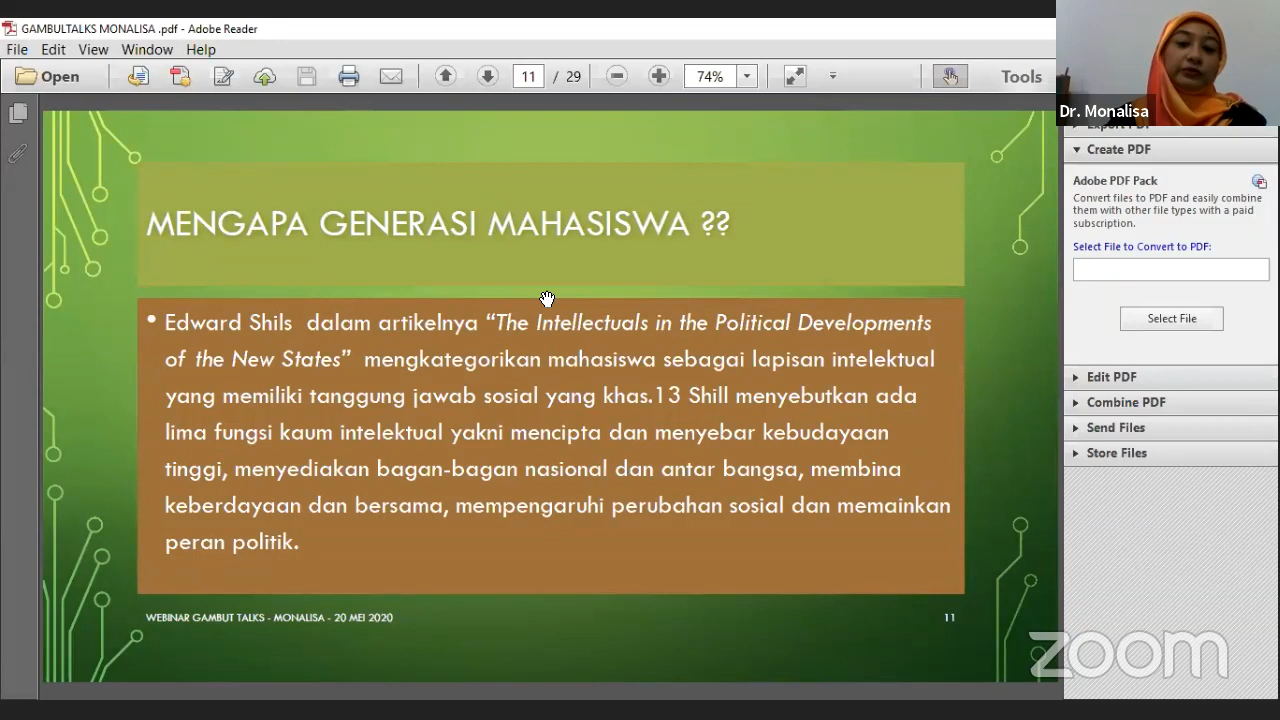 GAMBULTALKS MONALISA .pdf - Adobe Reader
File Edit View Window Help
Open 11 / 29 74% Tools
Dr. Monalisa
Export PDF
Create PDF
Adobe PDF Pack
Convert files to PDF and easily combine
them with other file types with a paid
subscription.
Select File to Convert to PDF:
Select File
Edit PDF
Combine PDF
Send Files
Store Files
MENGAPA GENERASI MAHASISWA ??
• Edward Shils dalam artikelnya “The Intellectuals in the Political Developments
of the New States” mengkategorikan mahasiswa sebagai lapisan intelektual
yang memiliki tanggung jawab sosial yang khas.13 Shill menyebutkan ada
lima fungsi kaum intelektual yakni mencipta dan menyebar kebudayaan
tinggi, menyediakan bagan-bagan nasional dan antar bangsa, membina
keberdayaan dan bersama, mempengaruhi perubahan sosial dan memainkan
peran politik.
WEBINAR GAMBUT TALKS - MONALISA - 20 MEI 2020 11
zoom